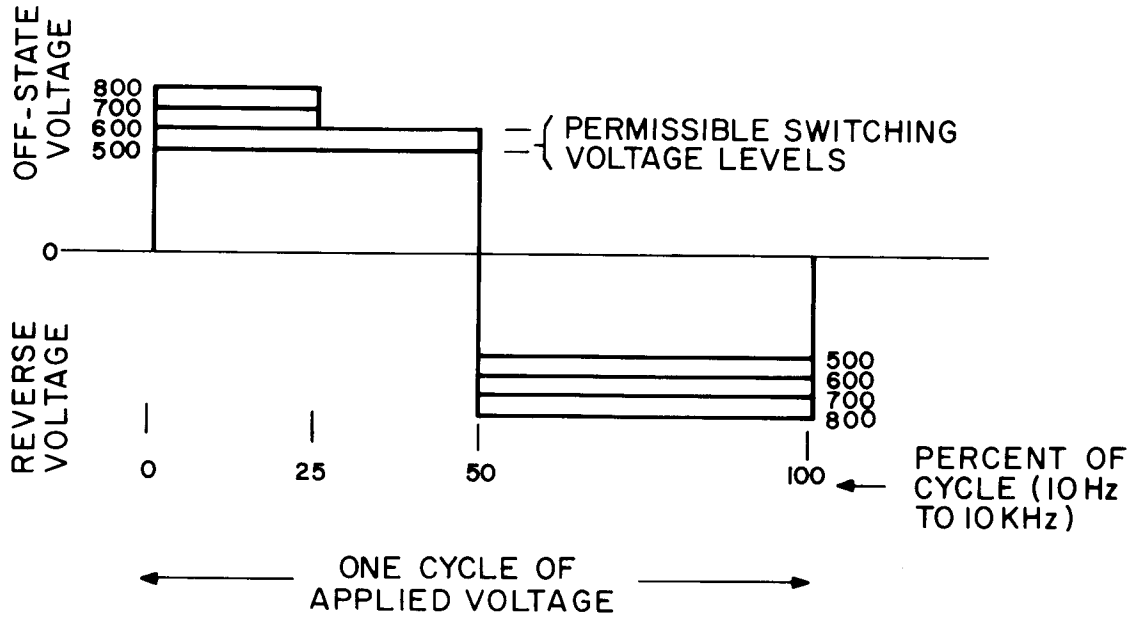 OFF-STATE
VOLTAGE
800
700
600
500
PERMISSIBLE SWITCHING
VOLTAGE LEVELS
0
REVERSE
VOLTAGE
500
600
700
800
0
25
50
100
PERCENT OF
CYCLE (10 Hz
TO 10 KHz)
ONE CYCLE OF
APPLIED VOLTAGE